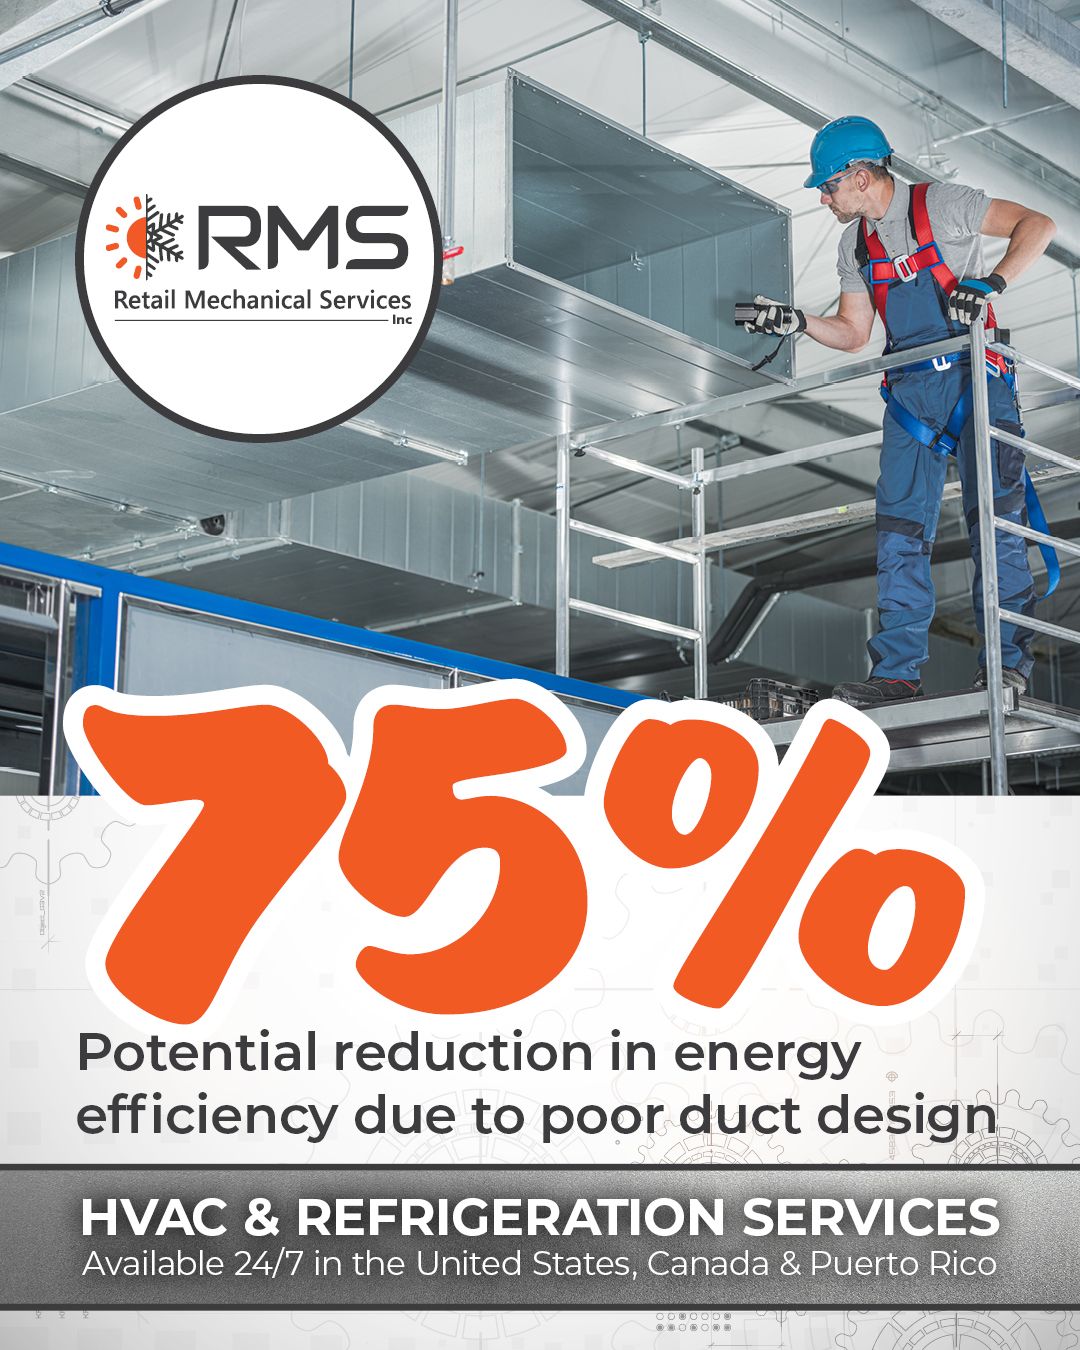 RMS
Retail Mechanical Services
Inc
75%
Potential reduction in energy
efficiency due to poor duct design
HVAC & REFRIGERATION SERVICES
Available 24/7 in the United States, Canada & Puerto Rico